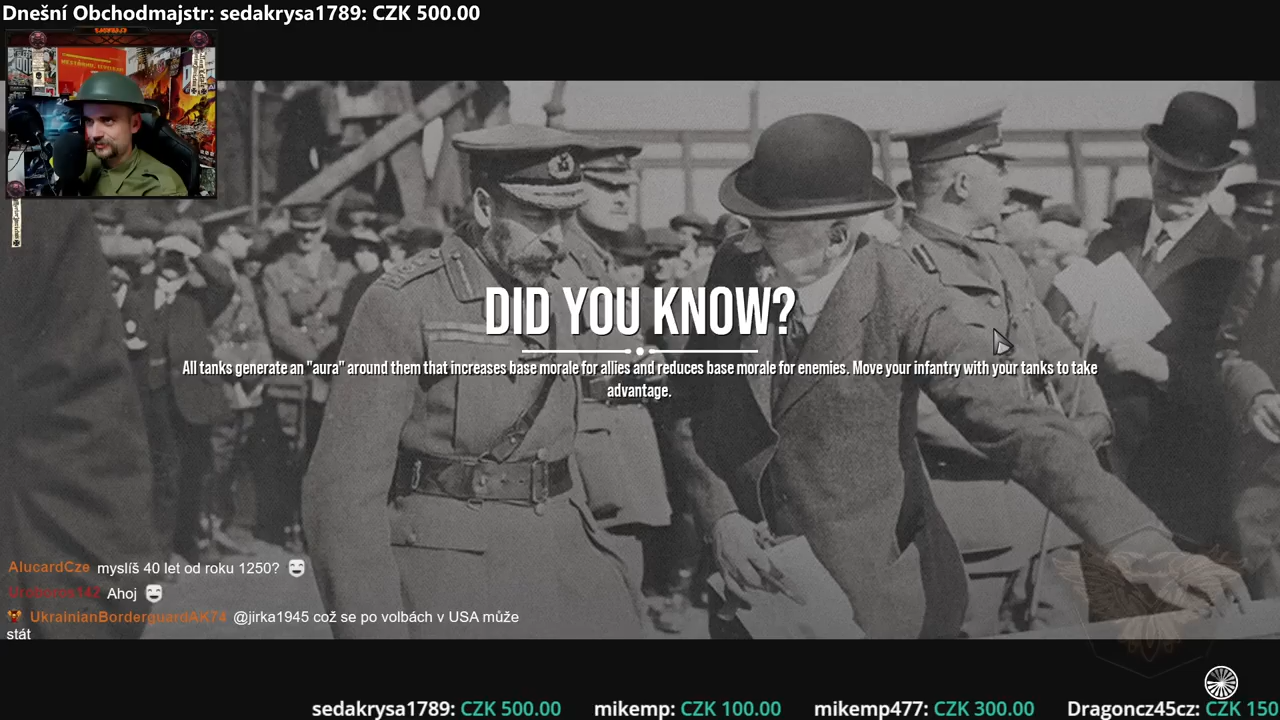 Dnešní Obchodmajstr: sedakrysa1789: CZK 500.00
DID YOU KNOW?
All tanks generate an "aura" around them that increases base morale for allies and reduces base morale for enemies. Move your infantry with your tanks to take
advantage.
AlucardCze myslíš 40 let od roku 1250?
Ahoj
UkrainianBorderguardAK74 @jirka1945 což se po volbách v USA může
stát
sedakrysa1789: CZK 500.00 mikemp: CZK 100.00 mikemp477: CZK 300.00 Dragoncz45cz: CZK 150